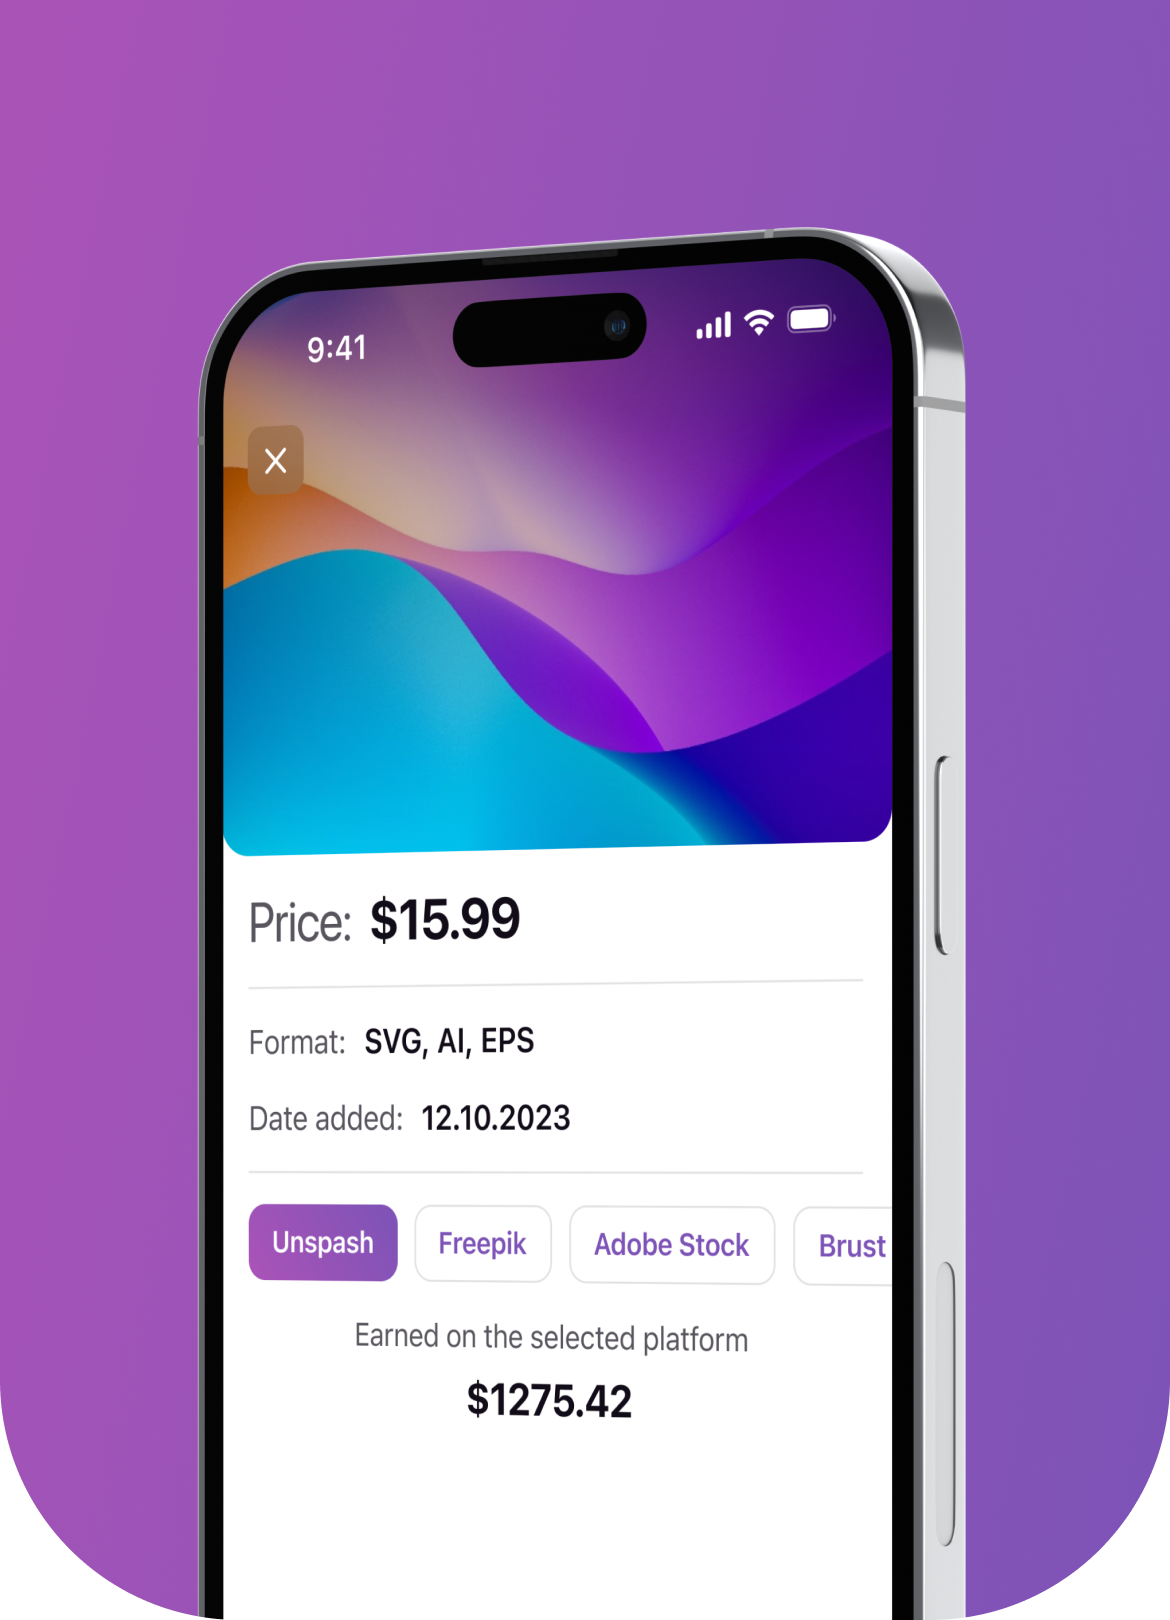 9:41
Price: $15.99
Format: SVG, AI, EPS
Date added: 12.10.2023
Unspash Freepik Adobe Stock Brust
Earned on the selected platform
$1275.42